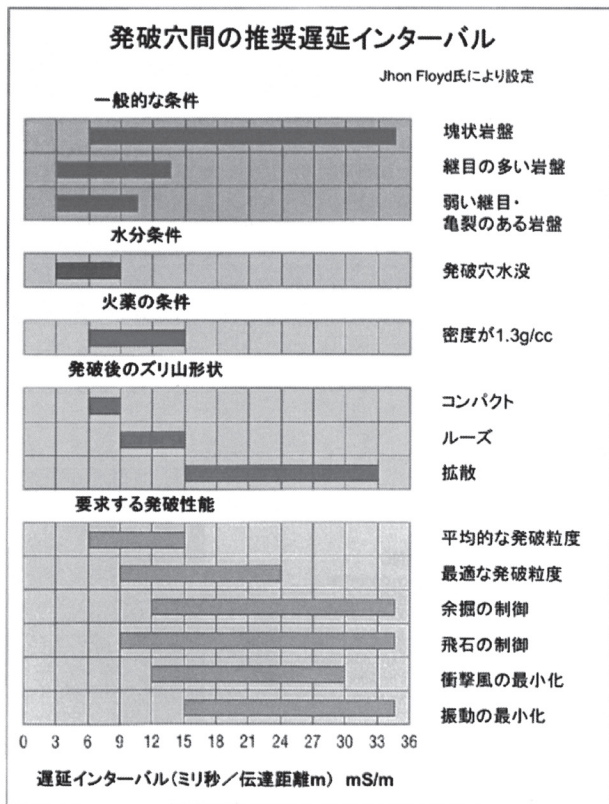 発破穴間の推奨遅延インターバル
Jhon Floyd氏により設定
一般的な条件
塊状岩盤
継目の多い岩盤
弱い継目・
亀裂のある岩盤
水分条件
発破穴水没
火薬の条件
密度が1.3g/cc
発破後のズリ山形状
コンパクト
ルーズ
拡散
要求する発破性能
平均的な発破粒度
最適な発破粒度
余掘の制御
飛石の制御
衝撃風の最小化
振動の最小化
0 3 6 9 12 15 18 21 24 27 30 33 36
遅延インターバル(ミリ秒/伝達距離m) mS/m